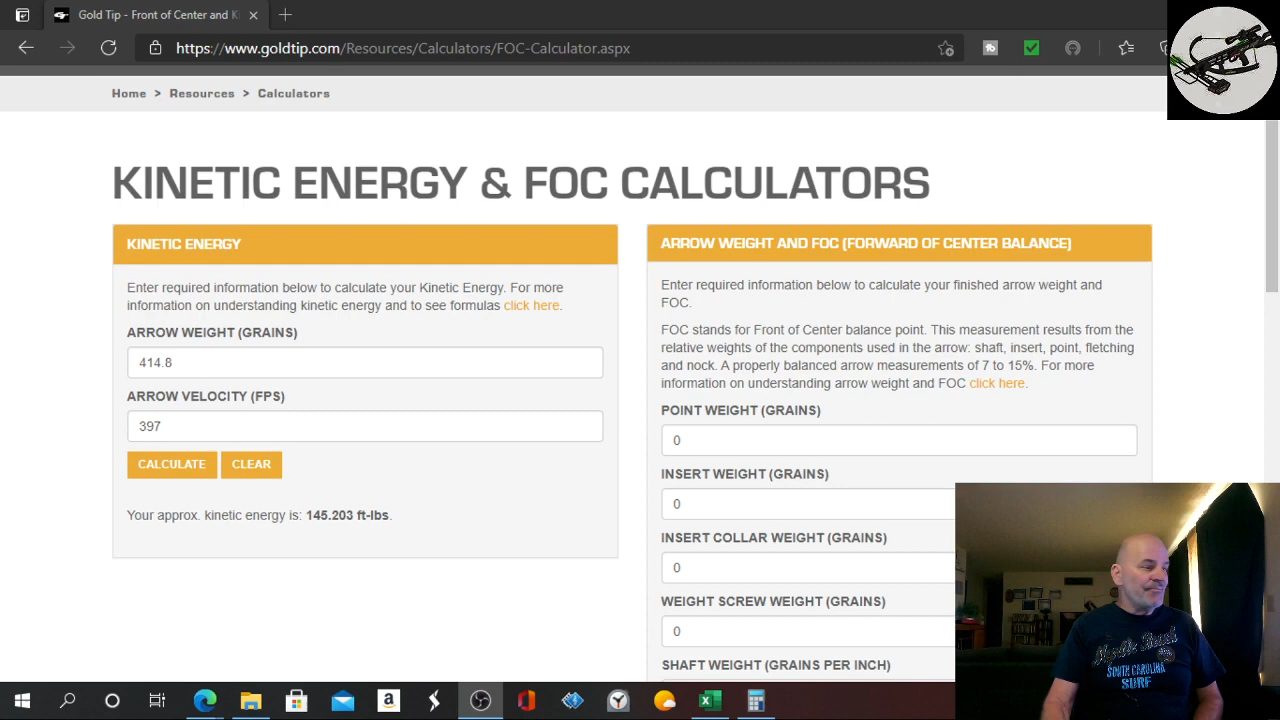 Gold Tip - Front of Center and Ki
https://www.goldtip.com/Resources/Calculators/FOC-Calculator.aspx
Home > Resources > Calculators
KINETIC ENERGY & FOC CALCULATORS
KINETIC ENERGY
Enter required information below to calculate your Kinetic Energy. For more
information on understanding kinetic energy and to see formulas click here.
ARROW WEIGHT (GRAINS)
414.8
ARROW VELOCITY (FPS)
397
CALCULATE CLEAR
Your approx. kinetic energy is: 145.203 ft-lbs.
ARROW WEIGHT AND FOC (FORWARD OF CENTER BALANCE)
Enter required information below to calculate your finished arrow weight and
FOC.
FOC stands for Front of Center balance point. This measurement results from the
relative weights of the components used in the arrow: shaft, insert, point, fletching
and nock. A properly balanced arrow measurements of 7 to 15%. For more
information on understanding arrow weight and FOC click here.
POINT WEIGHT (GRAINS)
0
INSERT WEIGHT (GRAINS)
0
INSERT COLLAR WEIGHT (GRAINS)
0
WEIGHT SCREW WEIGHT (GRAINS)
0
SHAFT WEIGHT (GRAINS PER INCH)
Myrtle Beach
SOUTH CAROLINA
SURF